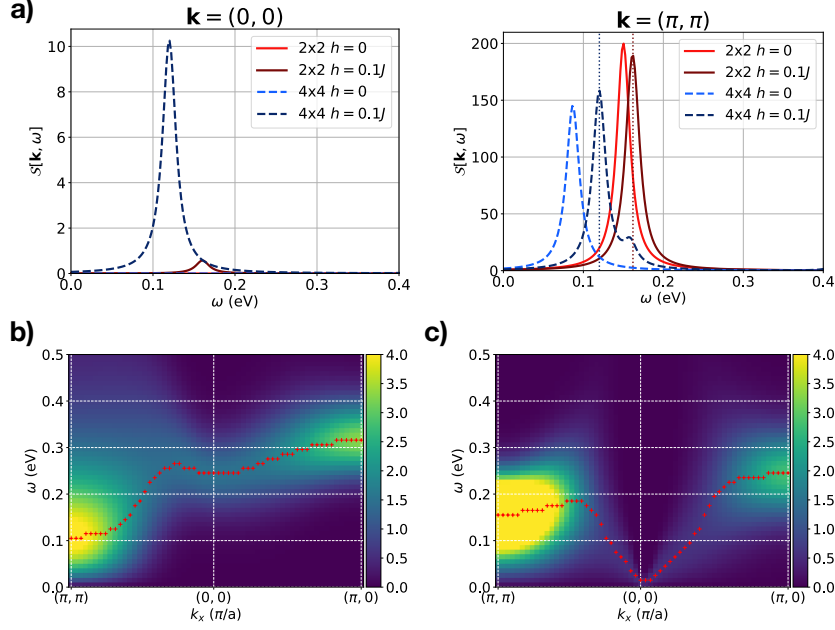 a)
k = (0, 0)
2x2 h = 0
2x2 h = 0.1J
4x4 h = 0
4x4 h = 0.1J
10
8
6
4
2
0
S[k, ω]
0.0 0.1 0.2 0.3 0.4
ω (eV)
k = (π, π)
2x2 h = 0
2x2 h = 0.1J
4x4 h = 0
4x4 h = 0.1J
200
150
100
50
0
S[k, ω]
0.0 0.1 0.2 0.3 0.4
ω (eV)
b)
0.5
0.4
0.3
0.2
0.1
0.0
ω (eV)
(π, π) (0, 0) (π, 0)
kₓ (π/a)
4.0
3.5
3.0
2.5
2.0
1.5
1.0
0.5
0.0
c)
0.5
0.4
0.3
0.2
0.1
0.0
ω (eV)
(π, π) (0, 0) (π, 0)
kₓ (π/a)
4.0
3.5
3.0
2.5
2.0
1.5
1.0
0.5
0.0